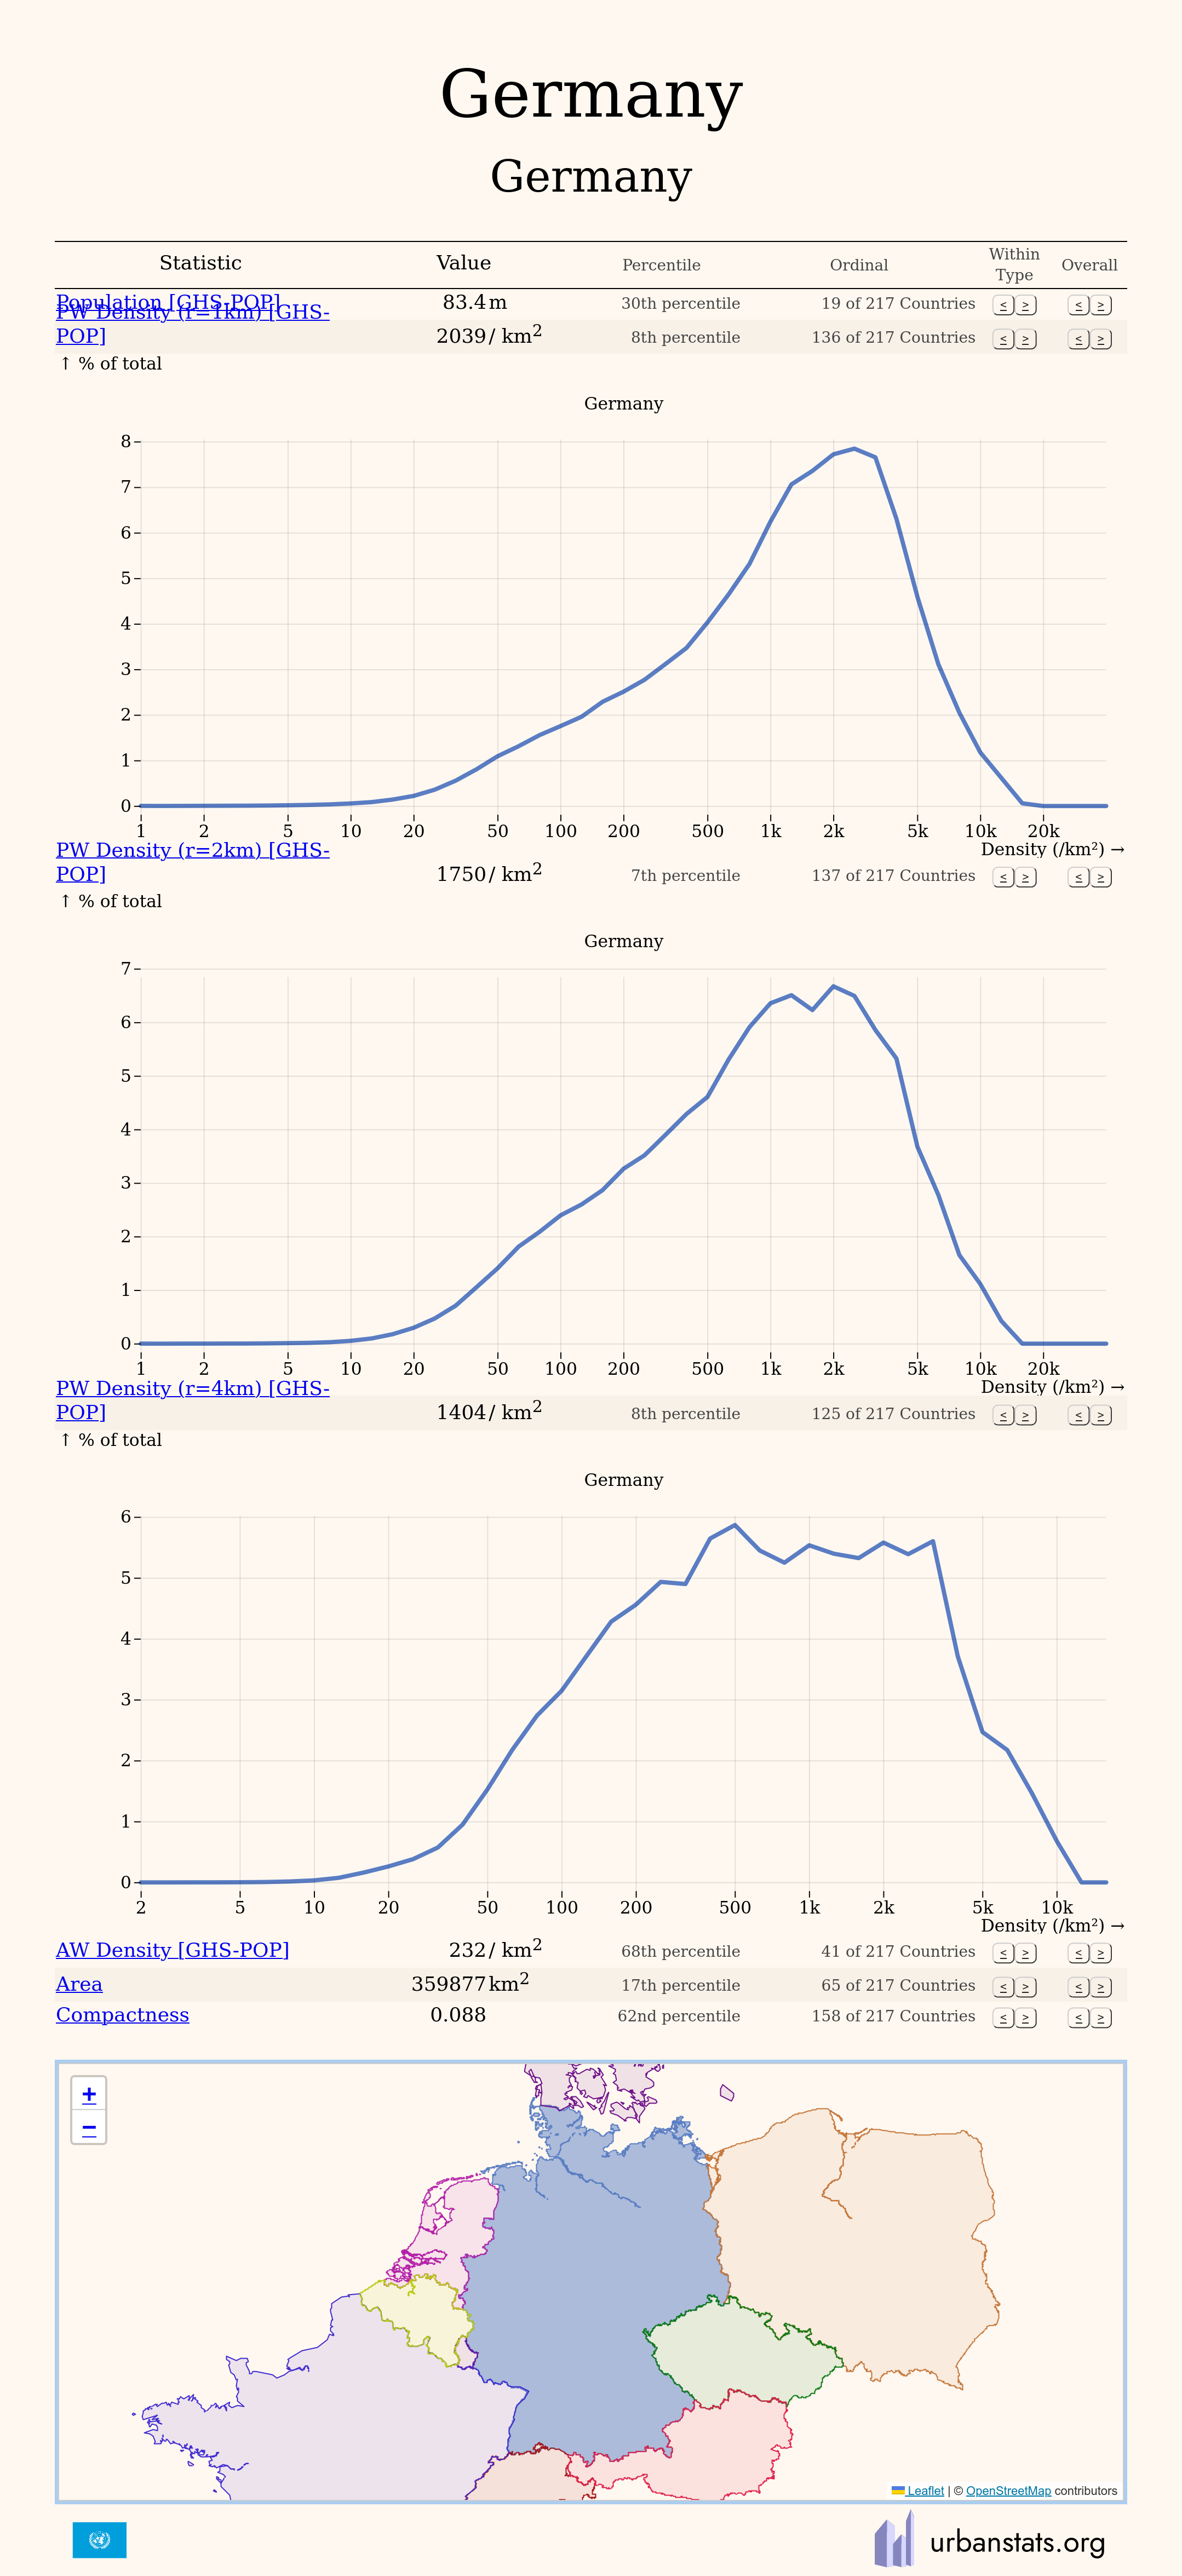 Germany
Germany
Statistic Value Percentile Ordinal Within Type Overall
Population [GHS-POP] 83.4m 30th percentile 19 of 217 Countries < > < >
PW Density (r=1km) [GHS-
POP] 2039/ km² 8th percentile 136 of 217 Countries < > < >
↑ % of total
Germany
8
7
6
5
4
3
2
1
0
1 2 5 10 20 50 100 200 500 1k 2k 5k 10k 20k
Density (/km²) →
PW Density (r=2km) [GHS-
POP] 1750/ km² 7th percentile 137 of 217 Countries < > < >
↑ % of total
Germany
7
6
5
4
3
2
1
0
1 2 5 10 20 50 100 200 500 1k 2k 5k 10k 20k
Density (/km²) →
PW Density (r=4km) [GHS-
POP] 1404/ km² 8th percentile 125 of 217 Countries < > < >
↑ % of total
Germany
6
5
4
3
2
1
0
2 5 10 20 50 100 200 500 1k 2k 5k 10k
Density (/km²) →
AW Density [GHS-POP] 232/ km² 68th percentile 41 of 217 Countries < > < >
Area 359877km² 17th percentile 65 of 217 Countries < > < >
Compactness 0.088 62nd percentile 158 of 217 Countries < > < >
+
−
Leaflet | © OpenStreetMap contributors
urbanstats.org